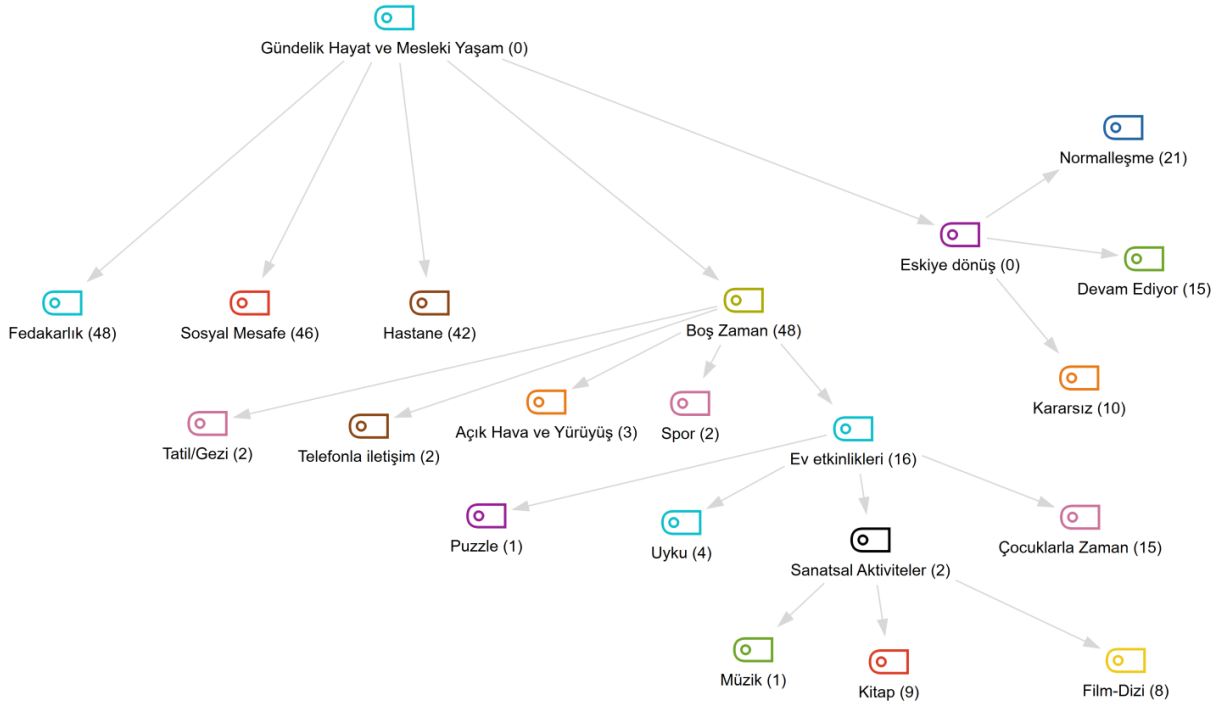 Gündelik Hayat ve Mesleki Yaşam (0)
Normalleşme (21)
Eskiye dönüş (0)
Devam Ediyor (15)
Fedakarlık (48)
Sosyal Mesafe (46)
Hastane (42)
Boş Zaman (48)
Kararsız (10)
Tatil/Gezi (2)
Telefonla iletişim (2)
Açık Hava ve Yürüyüş (3)
Spor (2)
Ev etkinlikleri (16)
Puzzle (1)
Uyku (4)
Sanatsal Aktiviteler (2)
Çocuklarla Zaman (15)
Müzik (1)
Kitap (9)
Film-Dizi (8)